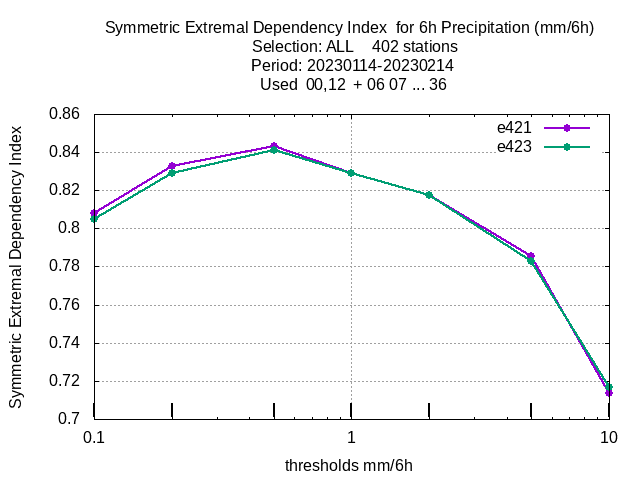 Symmetric Extremal Dependency Index  for 6h Precipitation (mm/6h)
Selection: ALL    402 stations
Period: 20230114-20230214
Used  00,12  + 06 07 ... 36
Symmetric Extremal Dependency Index
0.86
0.84
0.82
0.8
0.78
0.76
0.74
0.72
0.7
e421
e423
0.1 1 10
thresholds mm/6h